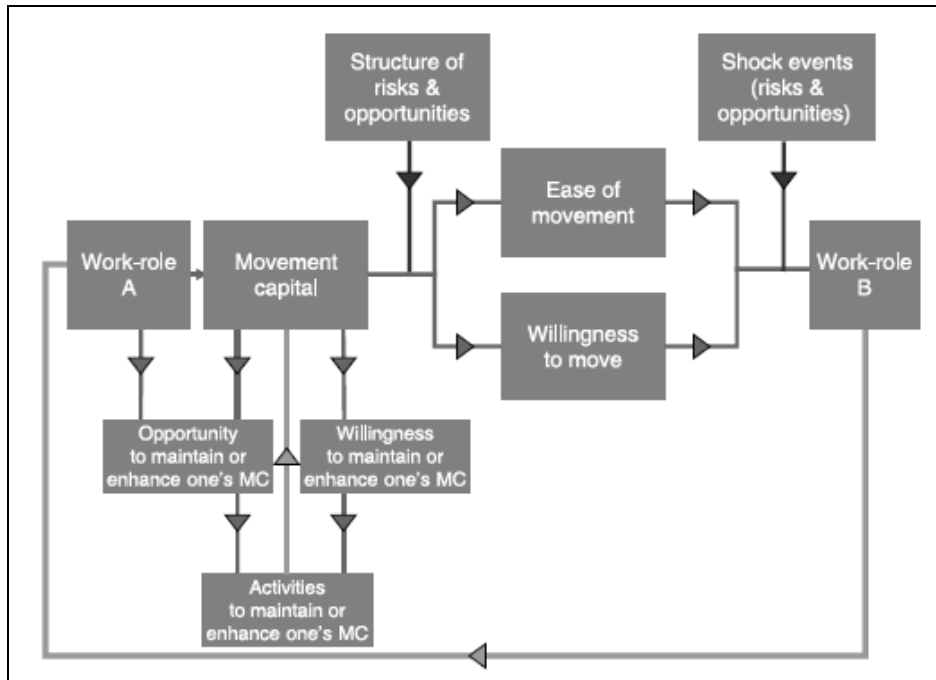 Structure of
risks &
opportunities
Shock events
(risks &
opportunities)
Ease of
movement
Work-role
A
Movement
capital
Work-role
B
Willingness
to move
Opportunity
to maintain or
enhance one's MC
Willingness
to maintain or
enhance one's MC
Activities
to maintain or
enhance one's MC